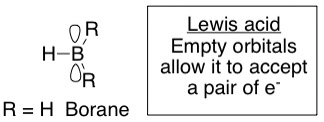 R
H–B
R
R = H Borane
Lewis acid
Empty orbitals
allow it to accept
a pair of e⁻